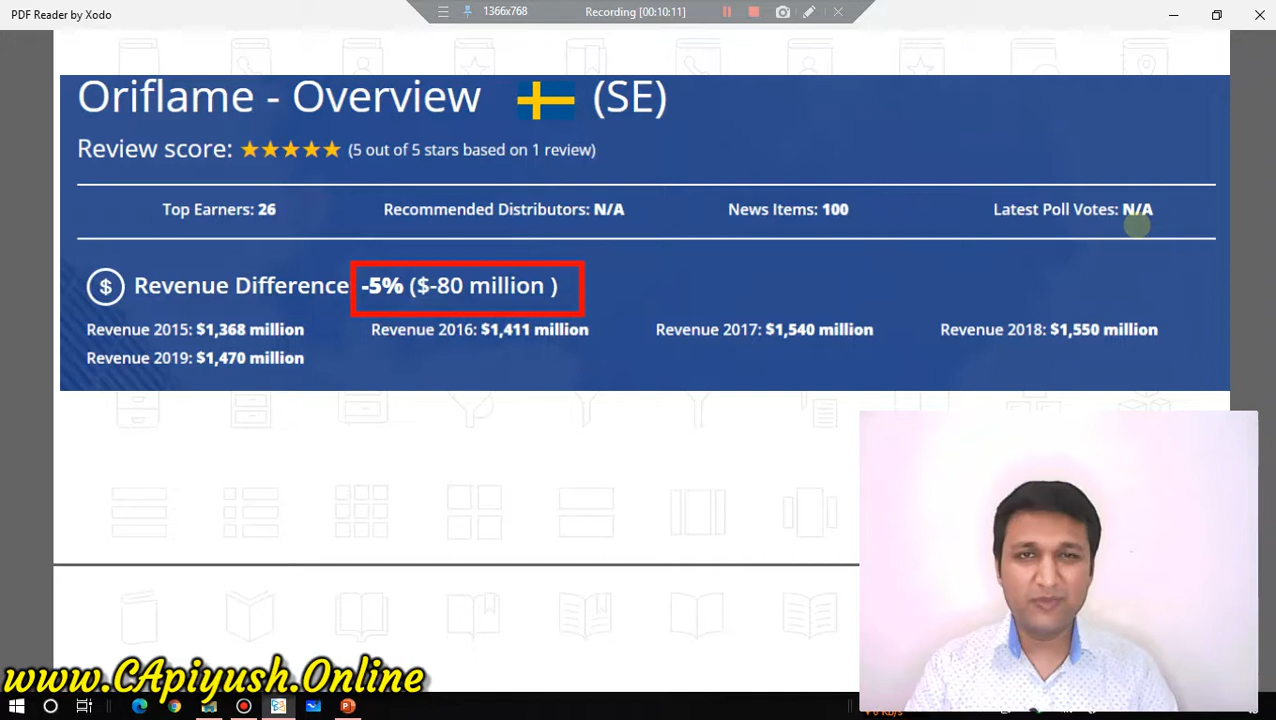 PDF Reader by Xodo
1366x768
Recording [00:10:11]
Oriflame - Overview (SE)
Review score: ★★★★★ (5 out of 5 stars based on 1 review)
Top Earners: 26 Recommended Distributors: N/A News Items: 100 Latest Poll Votes: N/A
$ Revenue Difference -5% ($-80 million )
Revenue 2015: $1,368 million Revenue 2016: $1,411 million Revenue 2017: $1,540 million Revenue 2018: $1,550 million
Revenue 2019: $1,470 million
www.CApiyush.Online